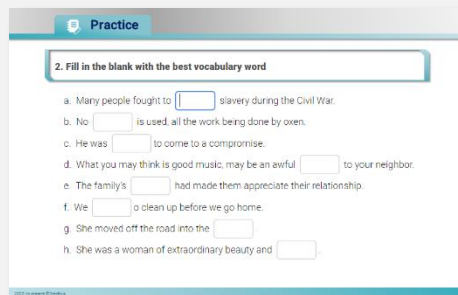 Practice
2. Fill in the blank with the best vocabulary word
a. Many people fought to slavery during the Civil War.
b. No is used, all the work being done by oxen.
c. He was to come to a compromise.
d. What you may think is good music, may be an awful to your neighbor.
e. The family's had made them appreciate their relationship.
f. We o clean up before we go home.
g. She moved off the road into the
h. She was a woman of extraordinary beauty and .